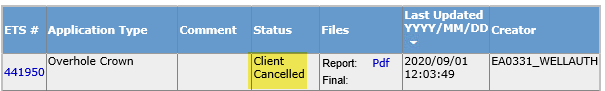 ETS # Application Type Comment Status Files Last Updated YYYY/MM/DD Creator
441950 Overhole Crown Client Cancelled Report: Pdf 2020/09/01 12:03:49 EA0331_WELLAUTH
Final: